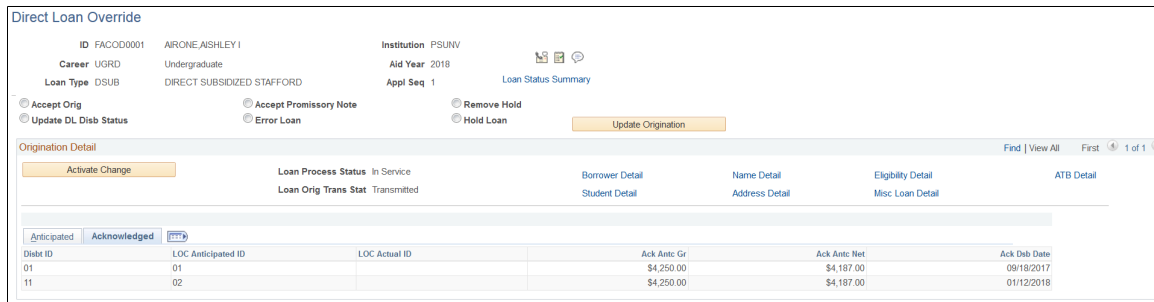 Direct Loan Override
ID FACOD0001 AIRONE,AISHLEY I Institution PSUNV
Career UGRD Undergraduate Aid Year 2018
Loan Type DSUB DIRECT SUBSIDIZED STAFFORD Appl Seq 1 Loan Status Summary
Accept Orig Accept Promissory Note Remove Hold
Update DL Disb Status Error Loan Hold Loan Update Origination
Origination Detail Find | View All First 1 of 1
Activate Change Loan Process Status In Service Borrower Detail Name Detail Eligibility Detail ATB Detail
Loan Orig Trans Stat Transmitted Student Detail Address Detail Misc Loan Detail
Anticipated Acknowledged
Disbt ID LOC Anticipated ID LOC Actual ID Ack Antc Gr Ack Antc Net Ack Dsb Date
01 01 $4,250.00 $4,187.00 09/18/2017
11 02 $4,250.00 $4,187.00 01/12/2018